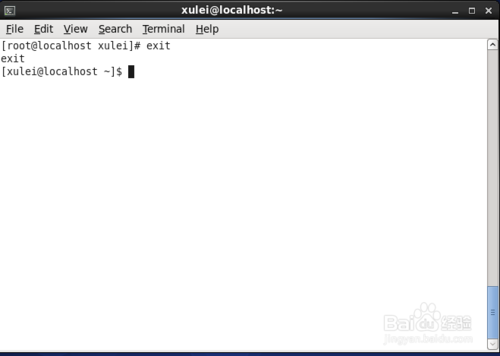 xulei@localhost:~
File Edit View Search Terminal Help
[root@localhost xulei]# exit
exit
[xulei@localhost ~]$
Baidu 经验
jingyan.baidu.com